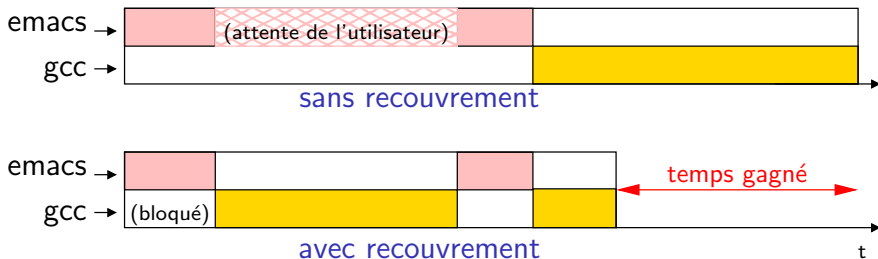 emacs
(attente de l'utilisateur)
gcc
sans recouvrement
emacs
temps gagné
gcc
(bloqué)
avec recouvrement
t